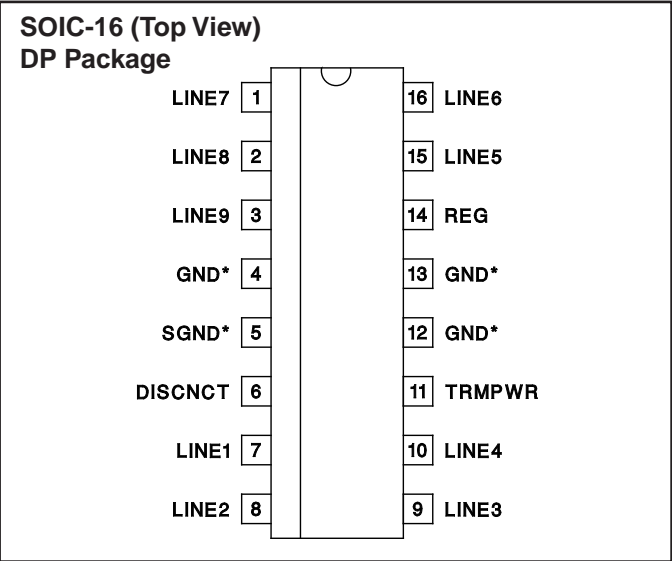 SOIC-16 (Top View)
DP Package
LINE7 1 16 LINE6
LINE8 2 15 LINE5
LINE9 3 14 REG
GND* 4 13 GND*
SGND* 5 12 GND*
DISCNCT 6 11 TRMPWR
LINE1 7 10 LINE4
LINE2 8 9 LINE3